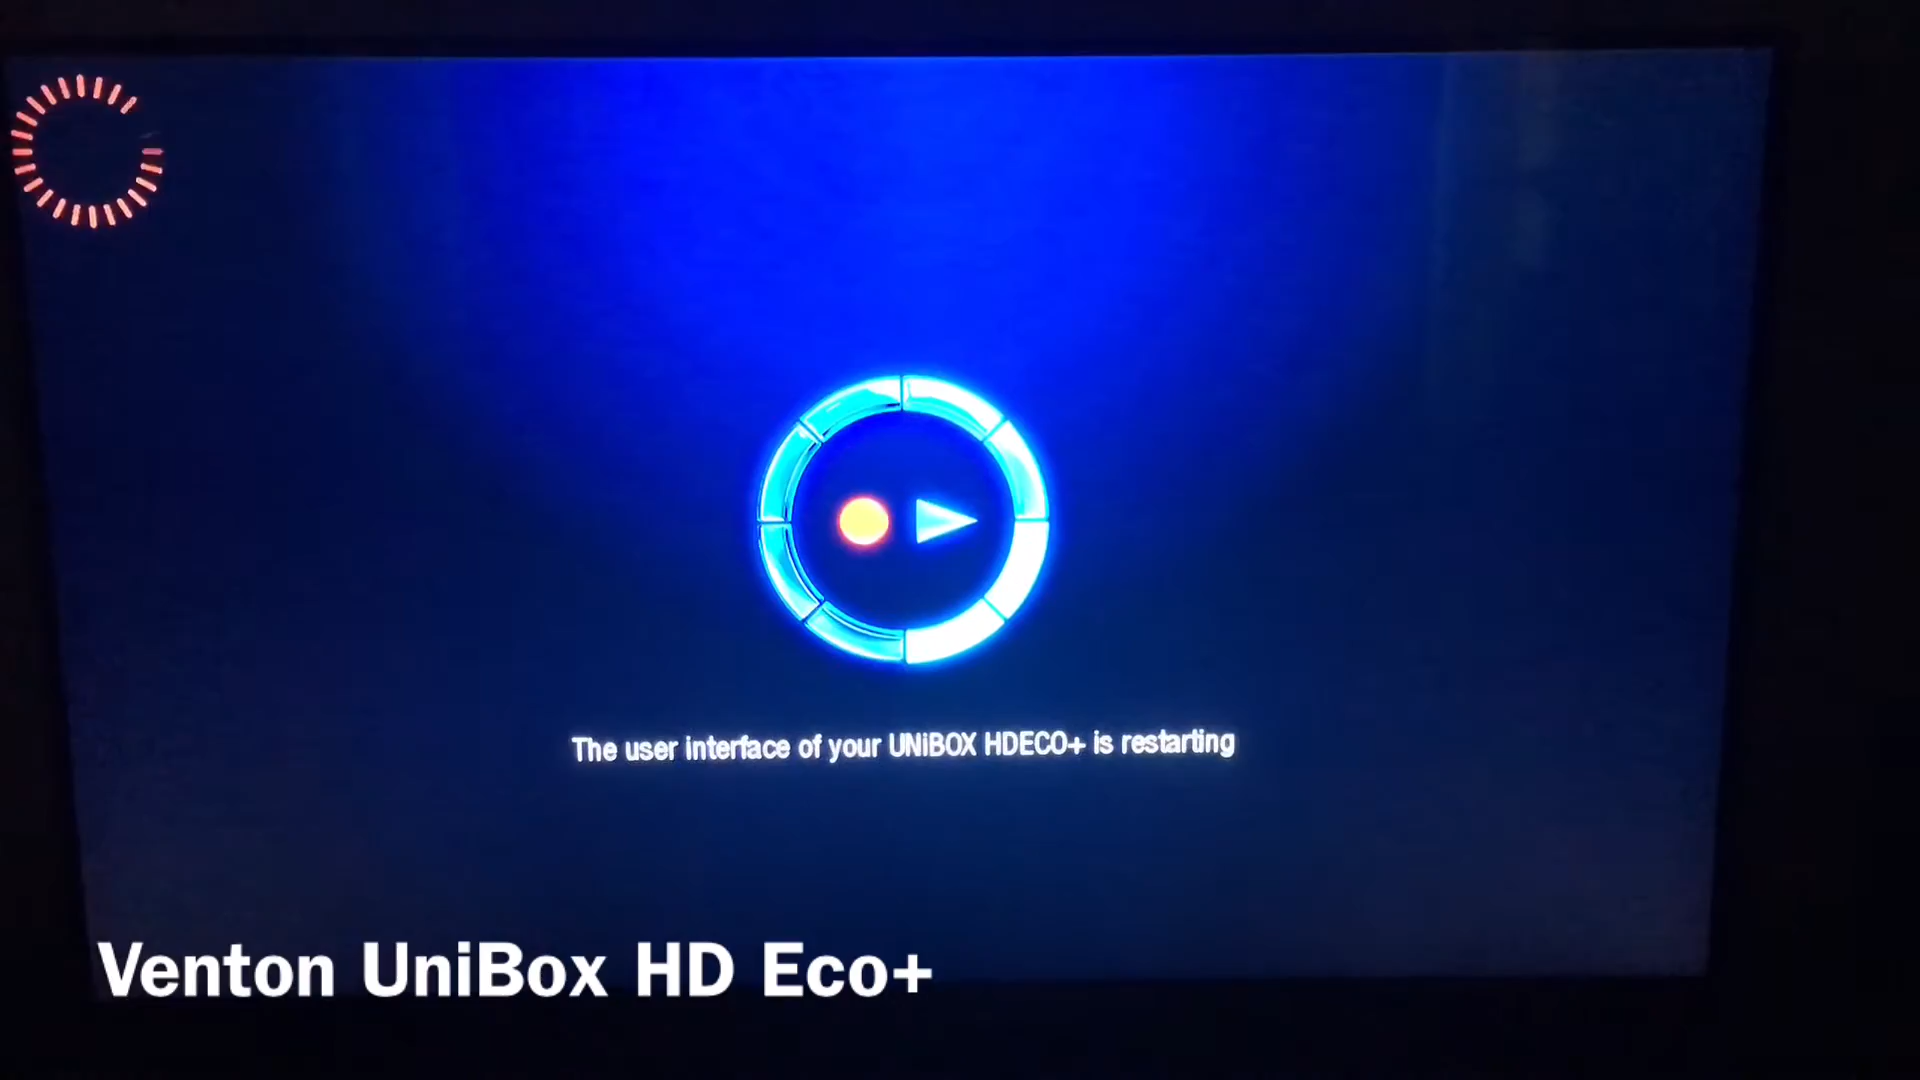 The user interface of your UNiBOX HDECO+ is restarting
Venton UniBox HD Eco+